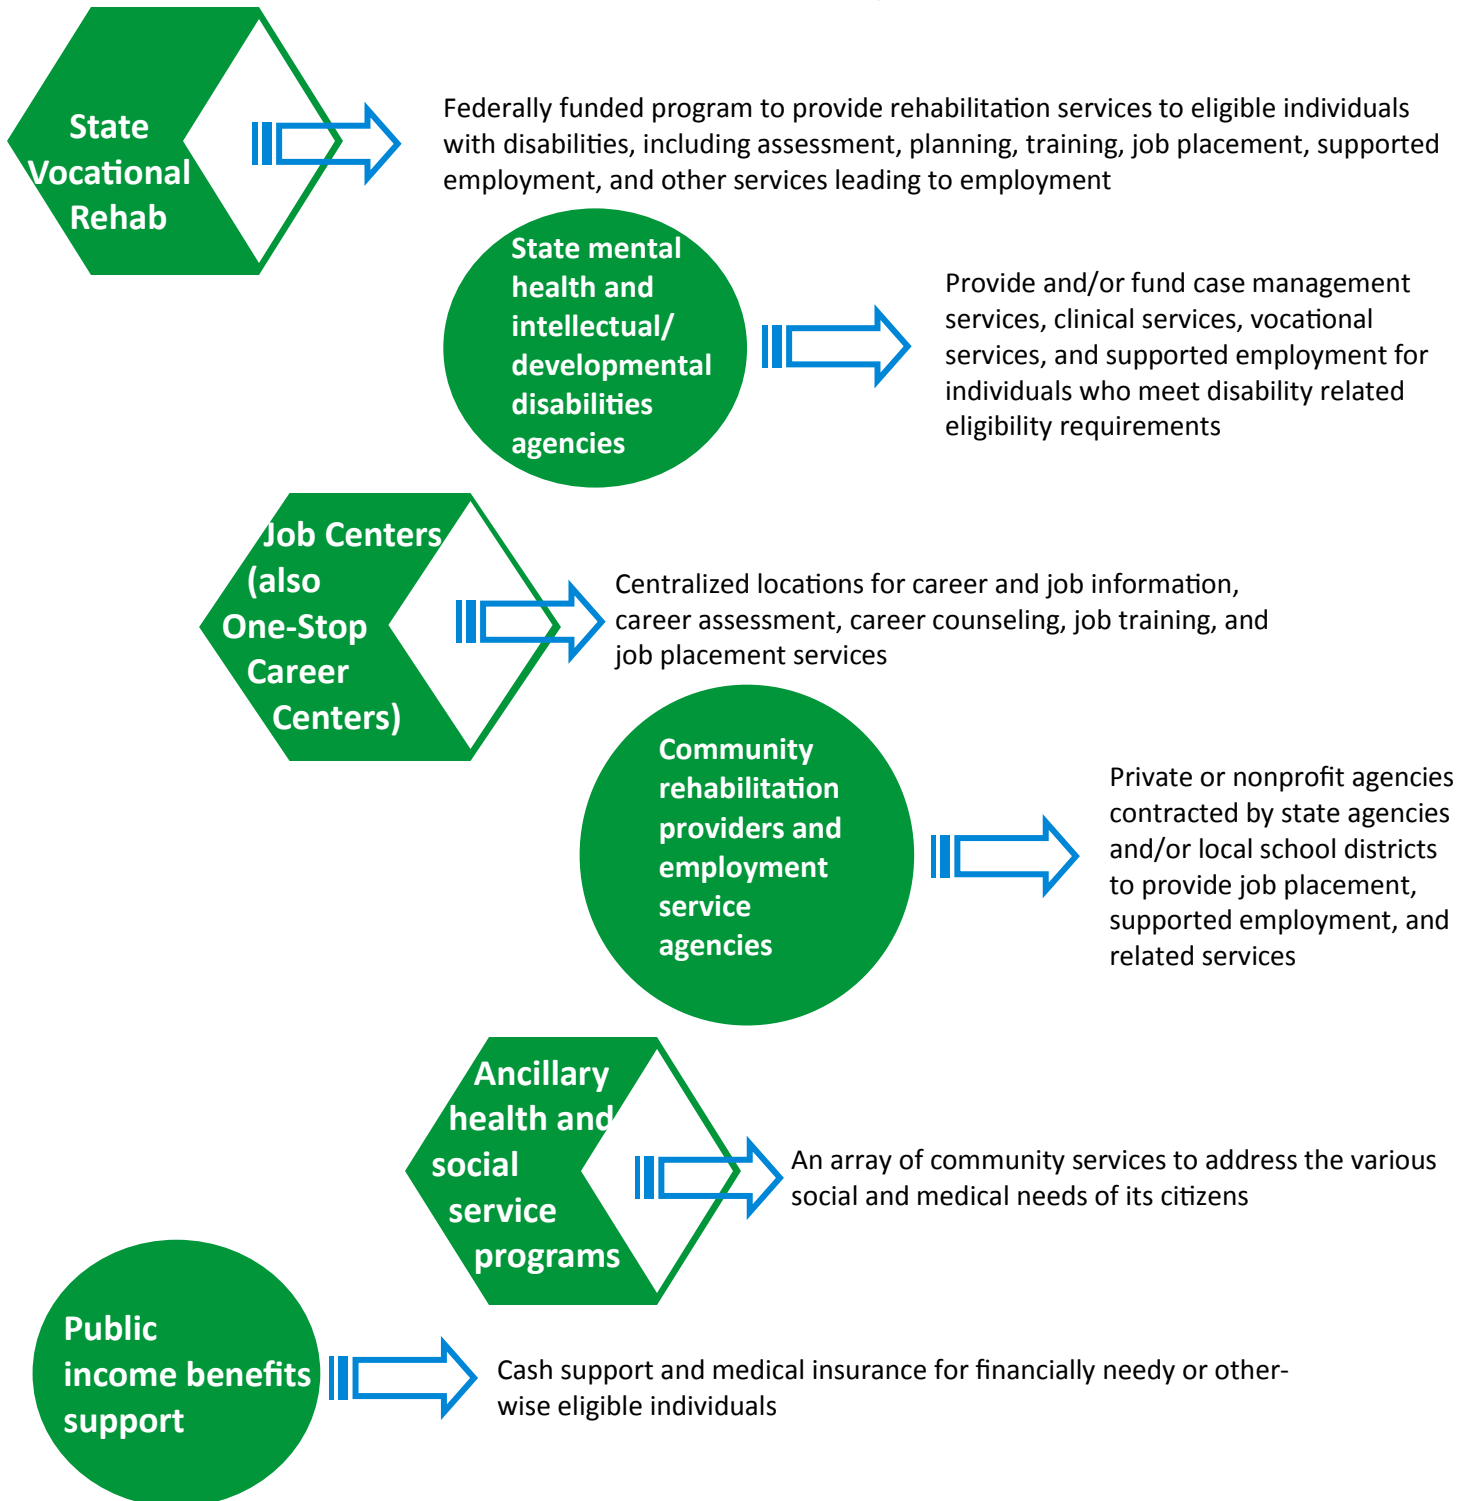 State
Vocational
Rehab
Federally funded program to provide rehabilitation services to eligible individuals
with disabilities, including assessment, planning, training, job placement, supported
employment, and other services leading to employment
State mental
health and
intellectual/
developmental
disabilities
agencies
Provide and/or fund case management
services, clinical services, vocational
services, and supported employment for
individuals who meet disability related
eligibility requirements
Job Centers
(also
One-Stop
Career
Centers)
Centralized locations for career and job information,
career assessment, career counseling, job training, and
job placement services
Community
rehabilitation
providers and
employment
service
agencies
Private or nonprofit agencies
contracted by state agencies
and/or local school districts
to provide job placement,
supported employment, and
related services
Ancillary
health and
social
service
programs
An array of community services to address the various
social and medical needs of its citizens
Public
income benefits
support
Cash support and medical insurance for financially needy or other-
wise eligible individuals